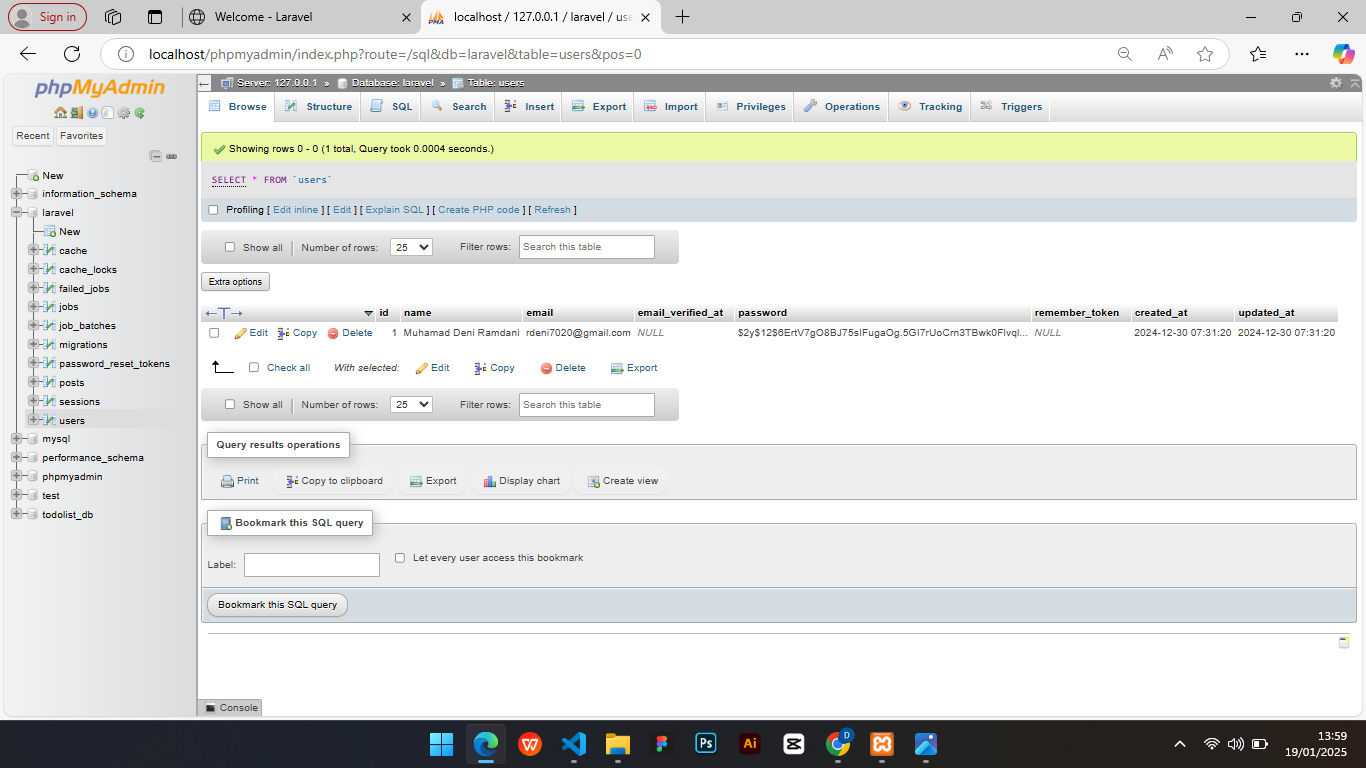 Sign in
Welcome - Laravel
localhost / 127.0.0.1 / laravel / use
localhost/phpmyadmin/index.php?route=/sql&db=laravel&table=users&pos=0
phpMyAdmin
Recent Favorites
New
information_schema
laravel
New
cache
cache_locks
failed_jobs
jobs
job_batches
migrations
password_reset_tokens
posts
sessions
users
mysql
performance_schema
phpmyadmin
test
todolist_db
Server: 127.0.0.1 » Database: laravel » Table: users
Browse Structure SQL Search Insert Export Import Privileges Operations Tracking Triggers
Showing rows 0 - 0 (1 total, Query took 0.0004 seconds.)
SELECT * FROM `users`
Profiling [ Edit inline ] [ Edit ] [ Explain SQL ] [ Create PHP code ] [ Refresh ]
Show all Number of rows: 25 Filter rows: Search this table
Extra options
←T→ id name email email_verified_at password remember_token created_at updated_at
Edit Copy Delete 1 Muhamad Deni Ramdani rdeni7020@gmail.com NULL NULL 2024-12-30 07:31:20 2024-12-30 07:31:20
Check all With selected: Edit Copy Delete Export
Show all Number of rows: 25 Filter rows: Search this table
Query results operations
Print Copy to clipboard Export Display chart Create view
Bookmark this SQL query
Label: Let every user access this bookmark
Bookmark this SQL query
Console
Ps Ai D
13:59
19/01/2025